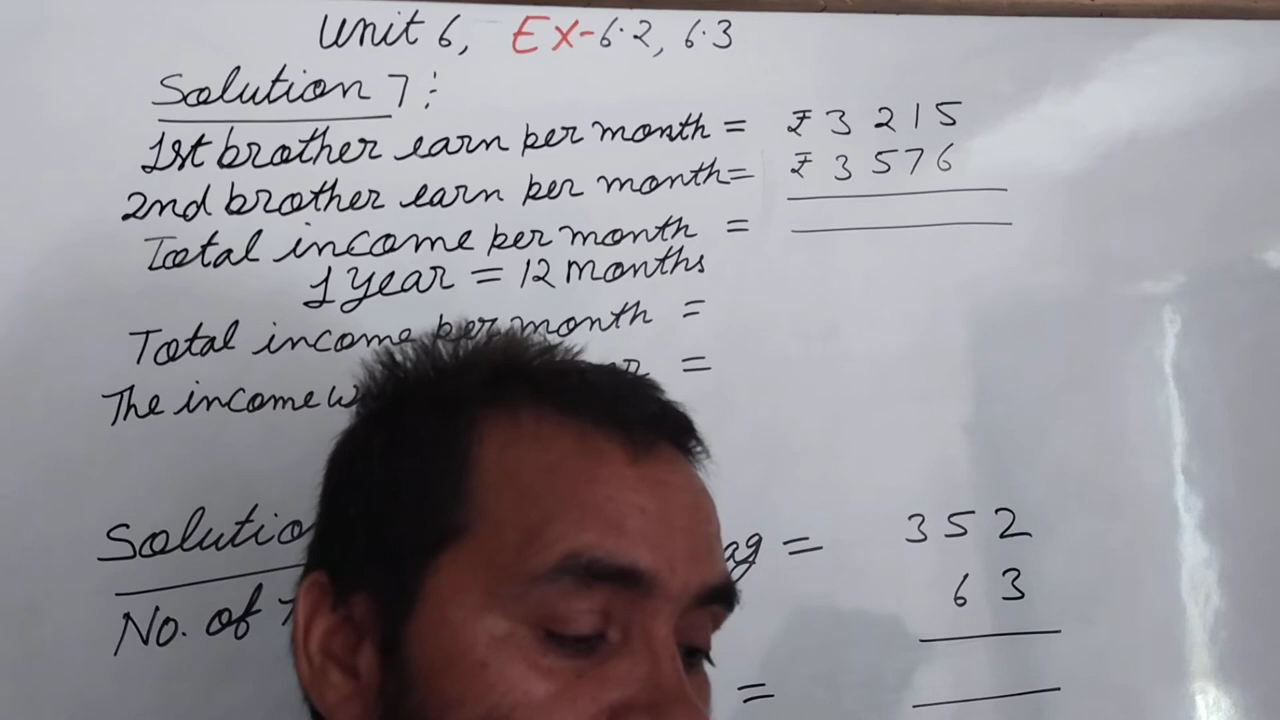 Unit 6, EX-6.2, 6.3
Solution 7:
1st brother earn per month = ₹ 3 2 1 5
2nd brother earn per month = ₹ 3 5 7 6
Total income per month =
1 year = 12 months
Total income per month =
The income =
Solution = 3 5 2
No. of 6 3
=